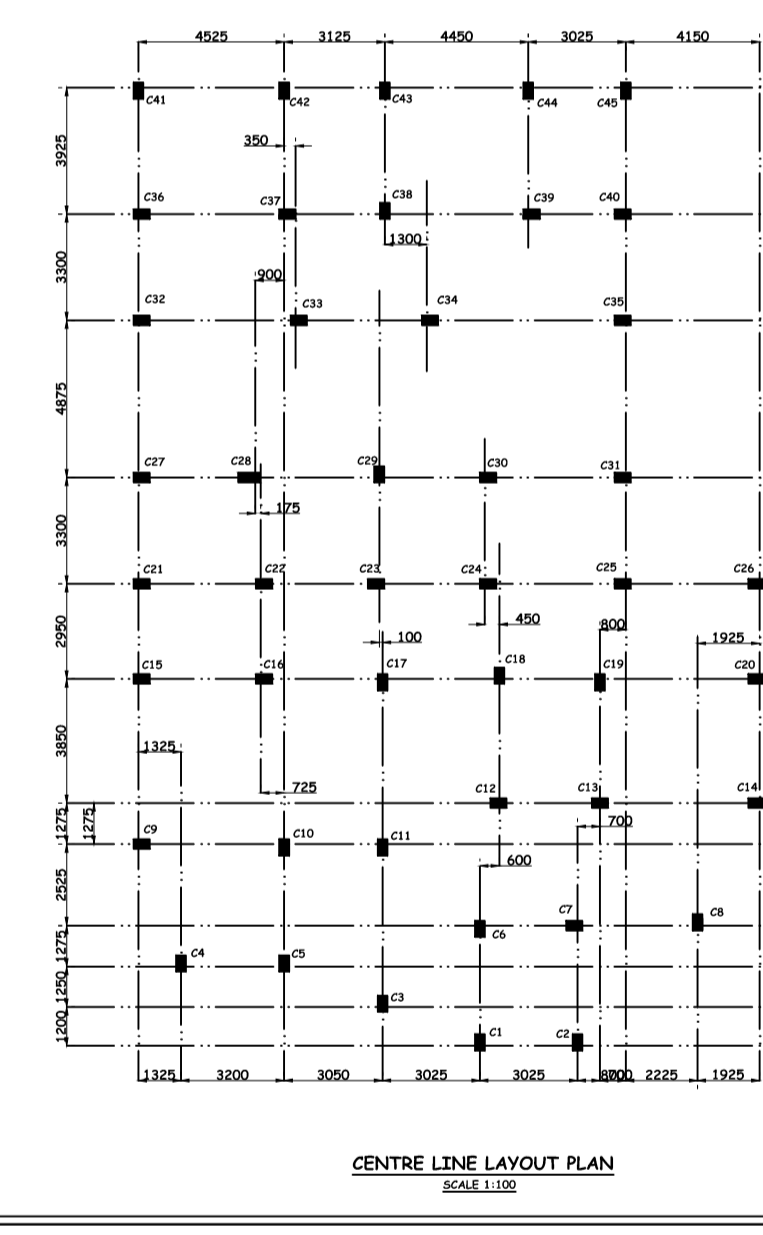 4525 3125 4450 3025 4150
C41 C42 C43 C44 C45
3925
350
C36 C37 C38 C39 C40
1300
3300
900
C32 C33 C34 C35
4875
C27 C28 C29 C30 C31
175
3300
C21 C22 C23 C24 C25 C26
450
800
2950
100
1925
C15 C16 C17 C18 C19 C20
1325
3850
725
C12 C13 C14
1275
1275
700
C9 C10 C11
600
2525
C6 C7 C8
1275
C4 C5
1250
C3
1200
C1 C2
1325 3200 3050 3025 3025 800 700 2225 1925
CENTRE LINE LAYOUT PLAN
SCALE 1:100